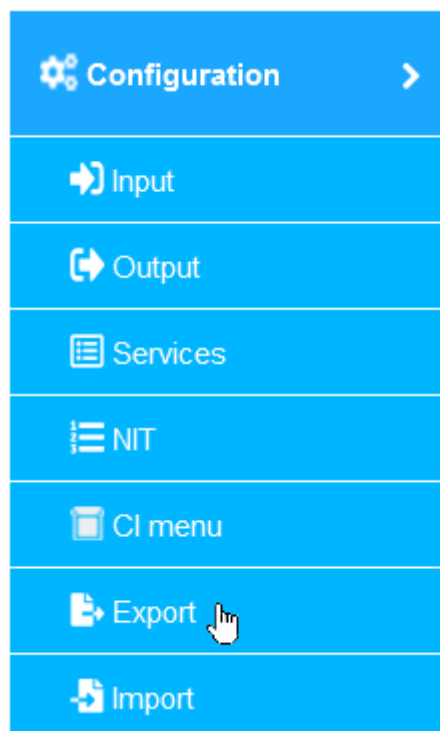 Configuration
Input
Output
Services
NIT
CI menu
Export
Import